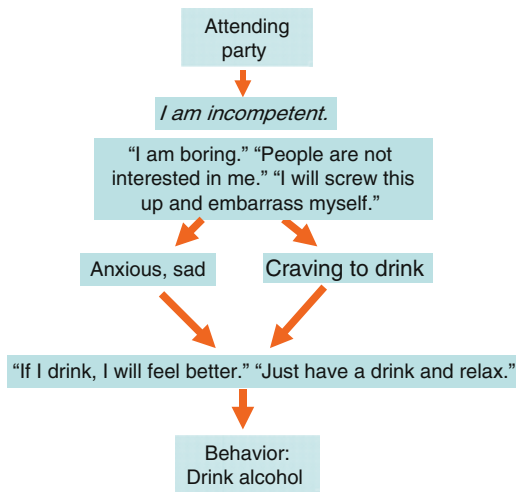 Attending
party
I am incompetent.
“I am boring.” “People are not
interested in me.” “I will screw this
up and embarrass myself.”
Anxious, sad
Craving to drink
“If I drink, I will feel better.” “Just have a drink and relax.”
Behavior:
Drink alcohol